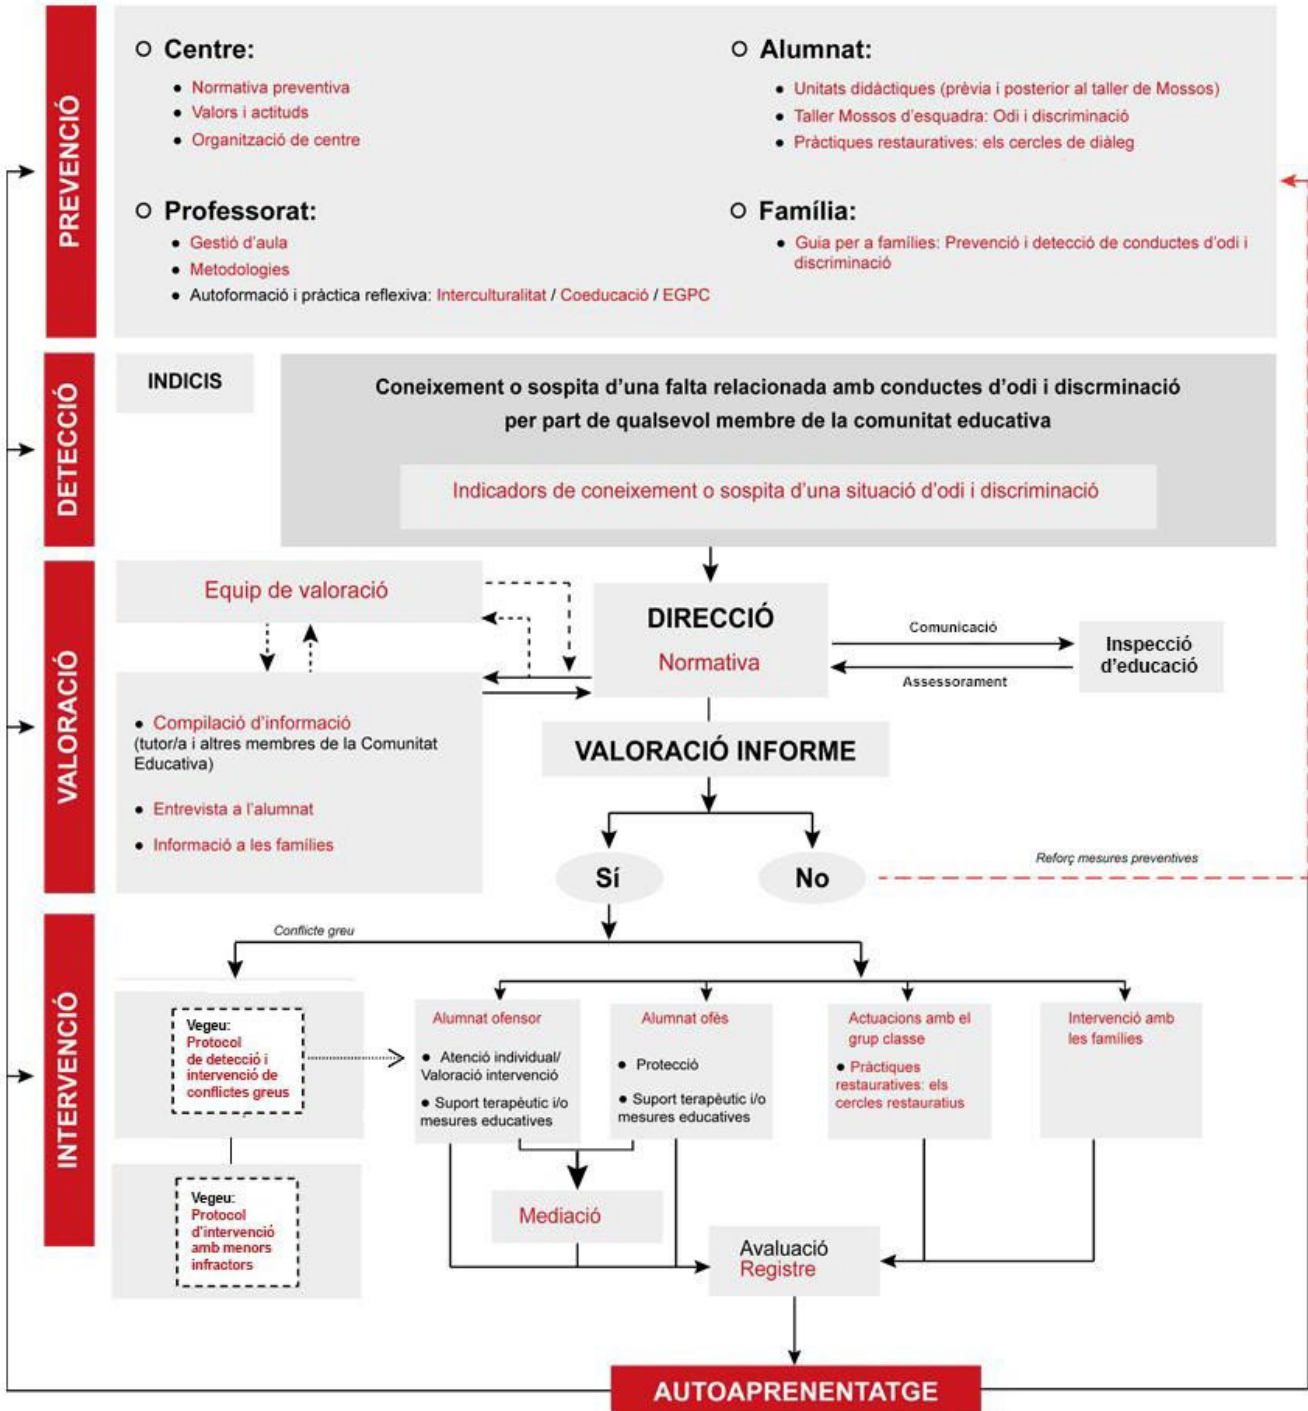 PREVENCIÓ
Centre:
Normativa preventiva
Valors i actituds
Organització de centre
Alumnat:
Unitats didàctiques (prèvia i posterior al taller de Mossos)
Taller Mossos d'esquadra: Odi i discriminació
Pràctiques restauratives: els cercles de diàleg
Professorat:
Gestió d'aula
Metodologies
Autoformació i pràctica reflexiva: Interculturalitat / Coeducació / EGPC
Família:
Guia per a famílies: Prevenció i detecció de conductes d'odi i
discriminació
DETECCIÓ
INDICIS
Coneixement o sospita d'una falta relacionada amb conductes d'odi i discrminació
per part de qualsevol membre de la comunitat educativa
Indicadors de coneixement o sospita d'una situació d'odi i discriminació
VALORACIÓ
Equip de valoració
DIRECCIÓ
Normativa
Comunicació
Assessorament
Inspecció
d'educació
Compilació d'informació
(tutor/a i altres membres de la Comunitat
Educativa)
Entrevista a l'alumnat
Informació a les famílies
VALORACIÓ INFORME
Sí
No
Reforç mesures preventives
INTERVENCIÓ
Conflicte greu
Vegeu:
Protocol
de detecció i
intervenció de
conflictes greus
Vegeu:
Protocol
d'intervenció
amb menors
infractors
Alumnat ofensor
Atenció individual/
Valoració intervenció
Suport terapèutic i/o
mesures educatives
Alumnat ofès
Protecció
Suport terapèutic i/o
mesures educatives
Actuacions amb el
grup classe
Pràctiques
restauratives: els
cercles restauratius
Intervenció amb
les famílies
Mediació
Avaluació
Registre
AUTOAPRENENTATGE